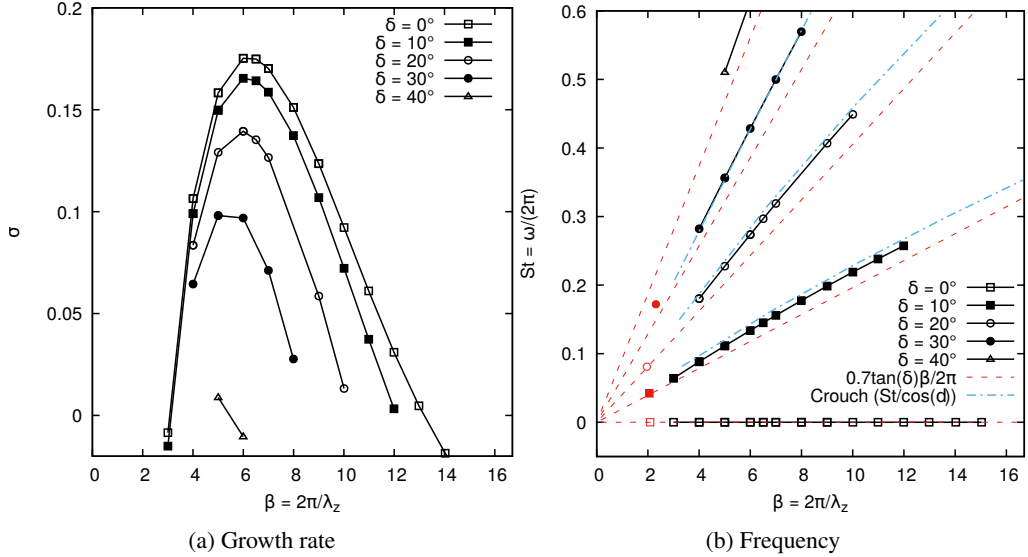 0.2
0.15
0.1
0.05
0
σ
0 2 4 6 8 10 12 14 16
β = 2π/λz
δ = 0°
δ = 10°
δ = 20°
δ = 30°
δ = 40°
(a) Growth rate
0.6
0.5
0.4
0.3
0.2
0.1
0
St = ω/(2π)
0 2 4 6 8 10 12 14 16
β = 2π/λz
δ = 0°
δ = 10°
δ = 20°
δ = 30°
δ = 40°
0.7tan(δ)β/2π
Crouch (St/cos(d))
(b) Frequency